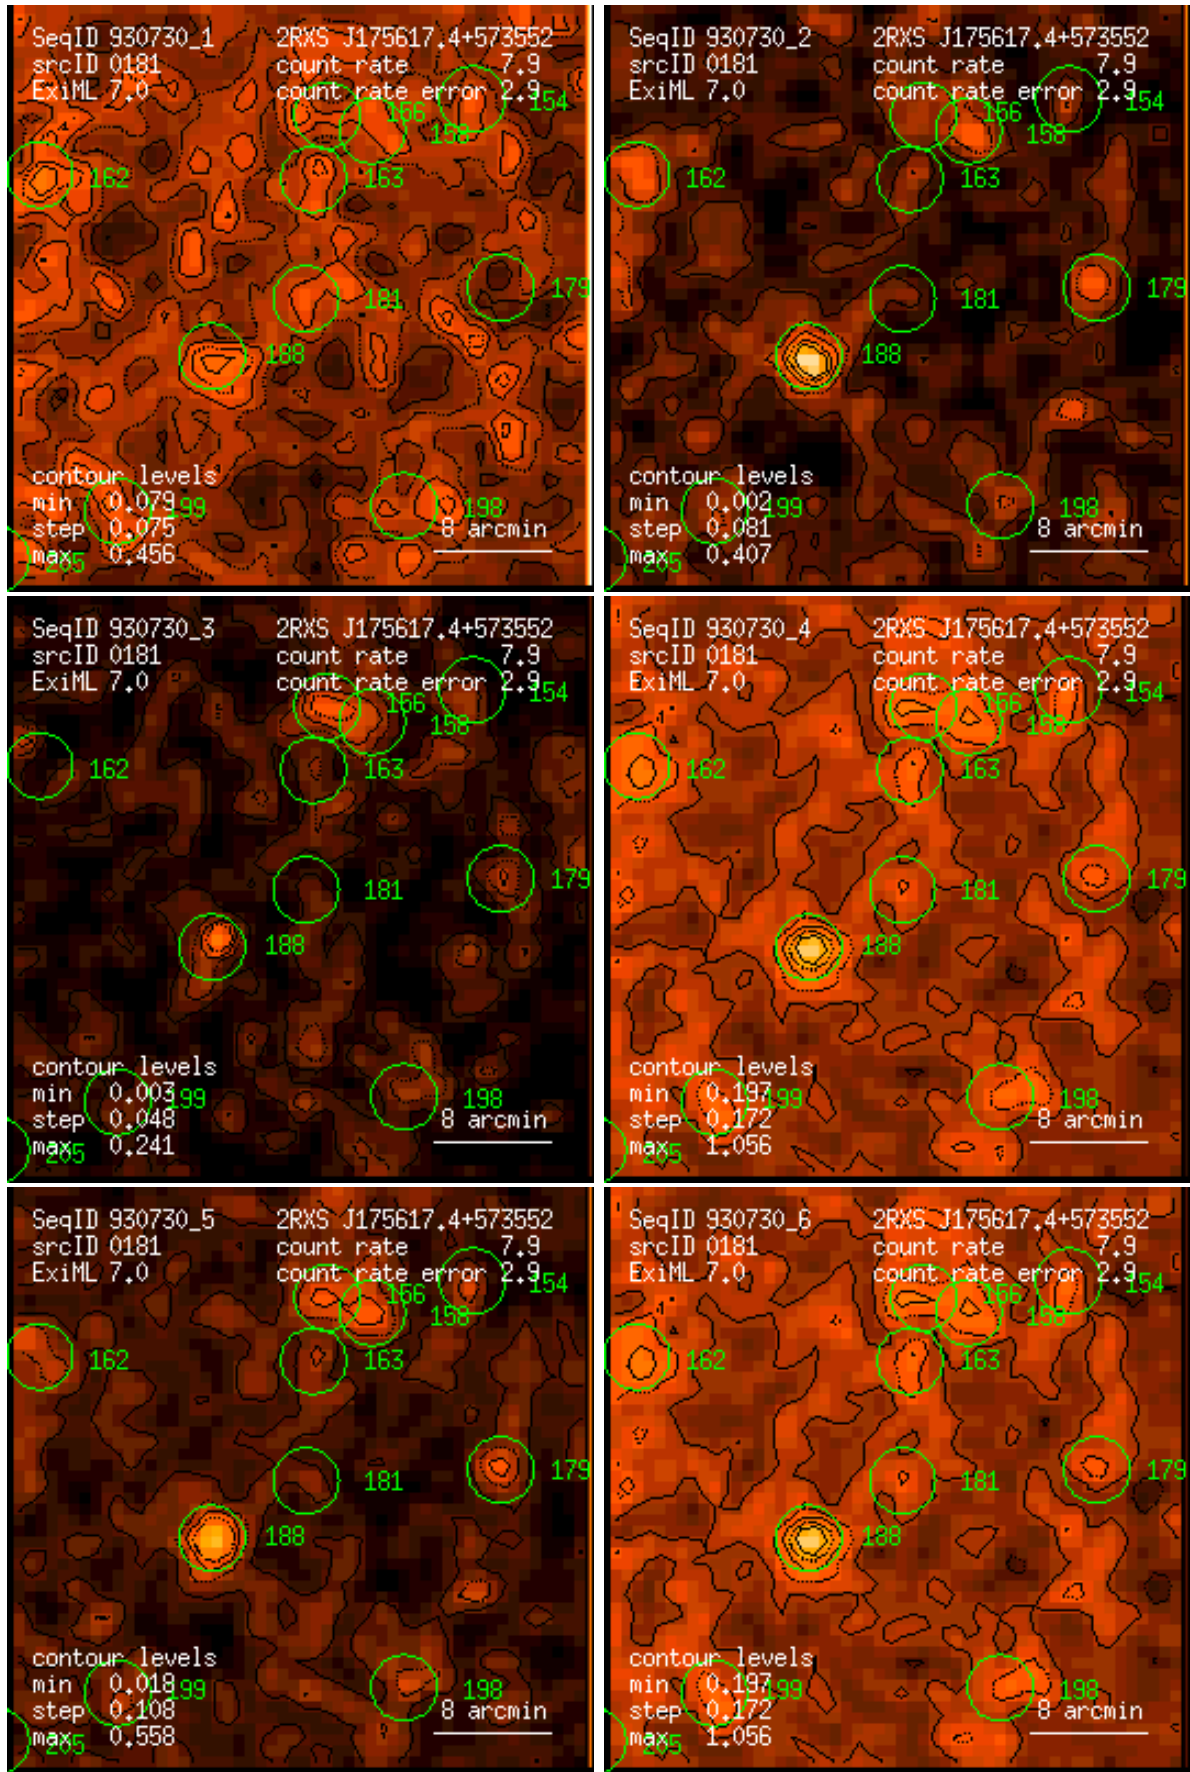 SeqID 930730_1 2RXS J175617.4+573552
srcID 0181 count rate 7.9
ExiML 7.0 count rate error 2.9
154
156
158
162
163
179
181
188
contour levels
min 0.079
199
198
step 0.075
8 arcmin
max 0.456
205
SeqID 930730_2 2RXS J175617.4+573552
srcID 0181 count rate 7.9
ExiML 7.0 count rate error 2.9
154
156
158
162
163
179
181
188
contour levels
min 0.002
199
198
step 0.081
8 arcmin
max 0.407
205
SeqID 930730_3 2RXS J175617.4+573552
srcID 0181 count rate 7.9
ExiML 7.0 count rate error 2.9
154
156
158
162
163
179
181
188
contour levels
min 0.003
199
198
step 0.048
8 arcmin
max 0.241
205
SeqID 930730_4 2RXS J175617.4+573552
srcID 0181 count rate 7.9
ExiML 7.0 count rate error 2.9
154
156
158
162
163
179
181
188
contour levels
min 0.197
199
198
step 0.172
8 arcmin
max 1.056
205
SeqID 930730_5 2RXS J175617.4+573552
srcID 0181 count rate 7.9
ExiML 7.0 count rate error 2.9
154
156
158
162
163
179
181
188
contour levels
min 0.018
199
198
step 0.108
8 arcmin
max 0.558
205
SeqID 930730_6 2RXS J175617.4+573552
srcID 0181 count rate 7.9
ExiML 7.0 count rate error 2.9
154
156
158
162
163
179
181
188
contour levels
min 0.197
199
198
step 0.172
8 arcmin
max 1.056
205